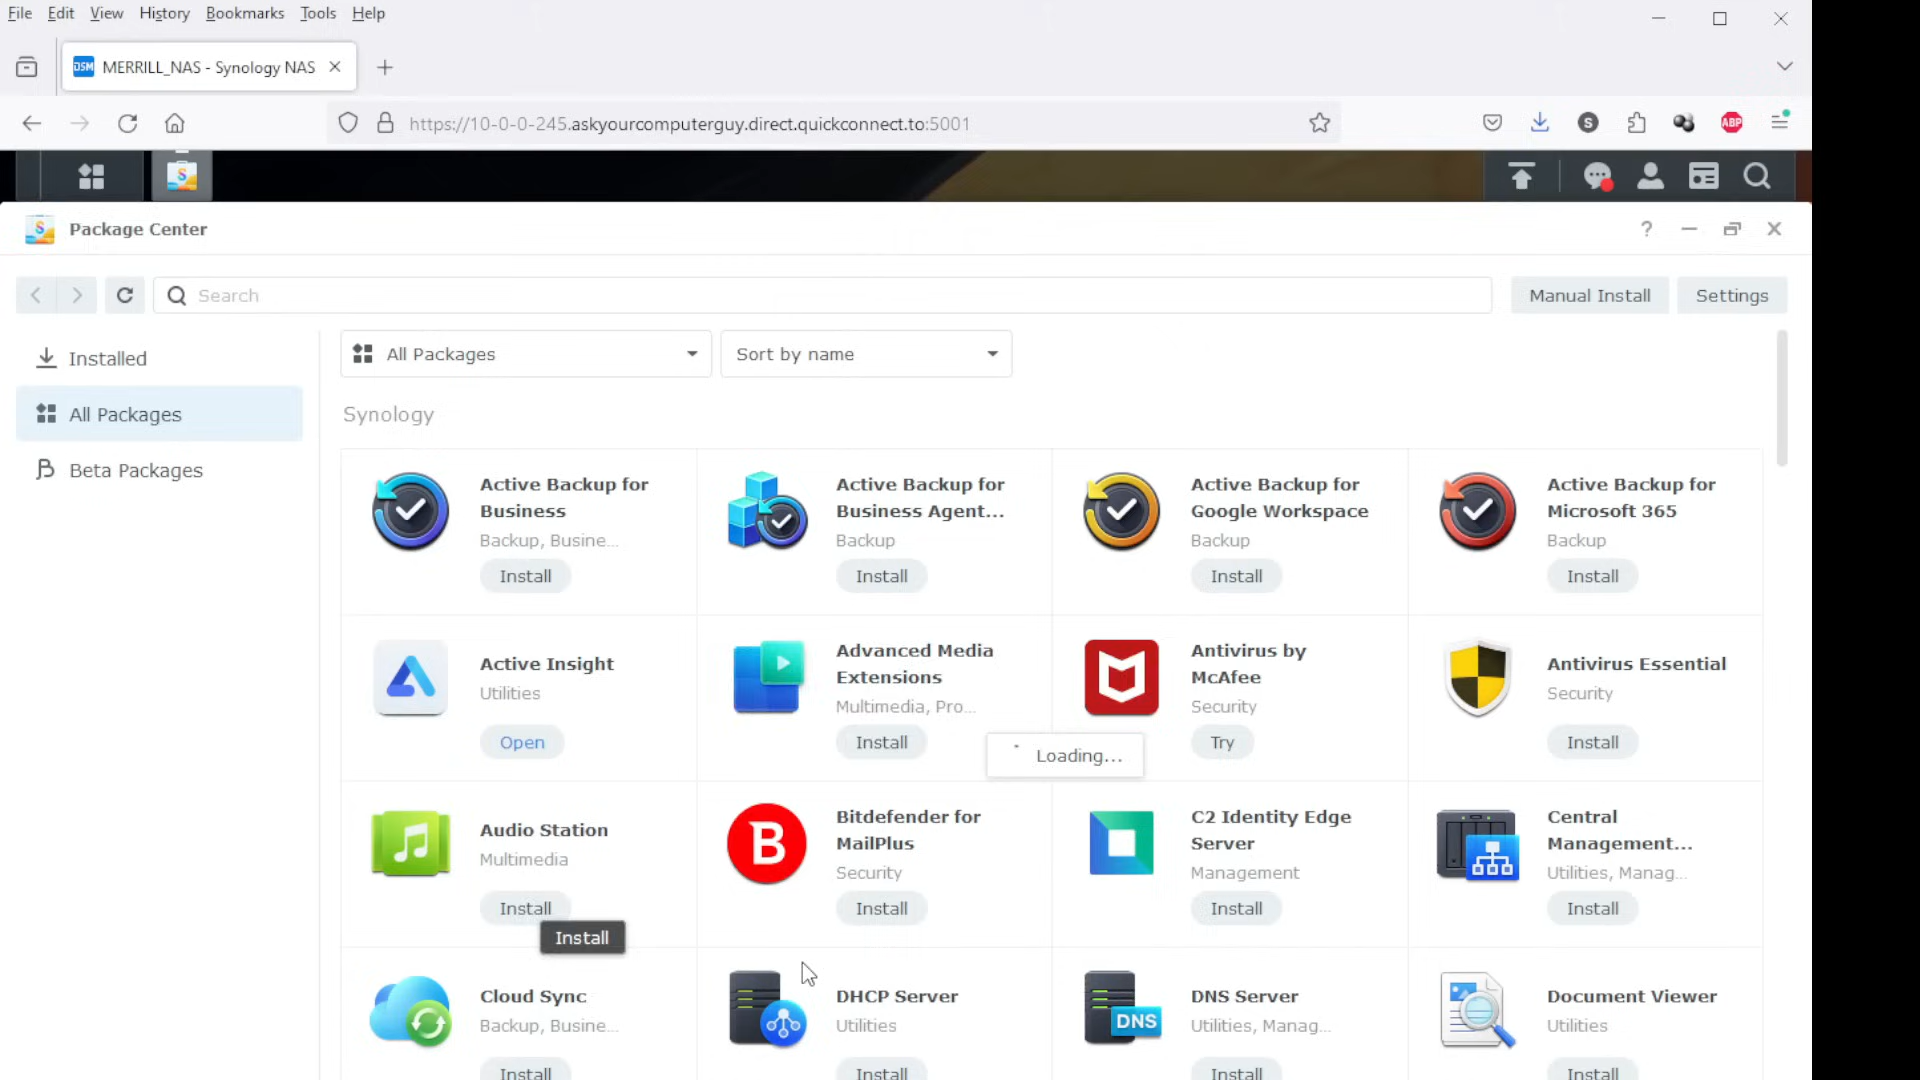 File Edit View History Bookmarks Tools Help
DSM MERRILL_NAS - Synology NAS
https://10-0-0-245.askyourcomputerguy.direct.quickconnect.to:5001
S
ABP
S
Package Center
?
Search
Manual Install
Settings
Installed
All Packages
Beta Packages
All Packages
Sort by name
Synology
Active Backup for
Business
Backup, Busine...
Install
Active Backup for
Business Agent...
Backup
Install
Active Backup for
Google Workspace
Backup
Install
Active Backup for
Microsoft 365
Backup
Install
Active Insight
Utilities
Open
Advanced Media
Extensions
Multimedia, Pro...
Install
Antivirus by
McAfee
Security
Try
Antivirus Essential
Security
Install
Loading...
Audio Station
Multimedia
Install
Install
B
Bitdefender for
MailPlus
Security
Install
C2 Identity Edge
Server
Management
Install
Central
Management...
Utilities, Manag...
Install
Cloud Sync
Backup, Busine...
Install
DHCP Server
Utilities
Install
DNS
DNS Server
Utilities, Manag...
Install
Document Viewer
Utilities
Install